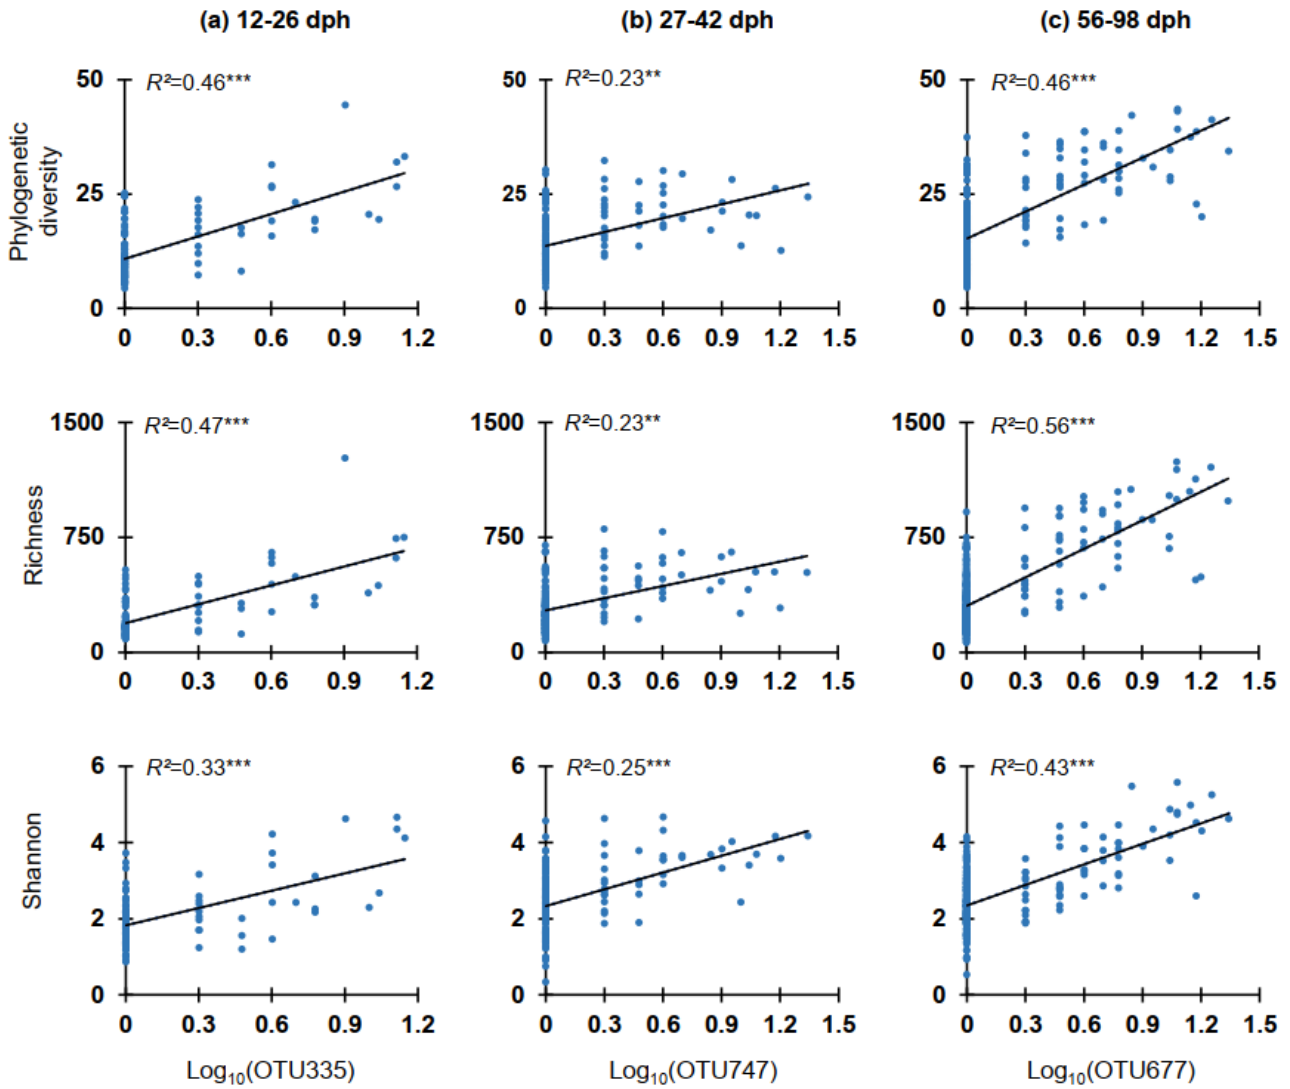 (a) 12-26 dph (b) 27-42 dph (c) 56-98 dph
Phylogenetic
diversity
50
25
0
R²=0.46***
0 0.3 0.6 0.9 1.2
50
25
0
R²=0.23**
0 0.3 0.6 0.9 1.2 1.5
50
25
0
R²=0.46***
0 0.3 0.6 0.9 1.2 1.5
Richness
1500
750
0
R²=0.47***
0 0.3 0.6 0.9 1.2
1500
750
0
R²=0.23**
0 0.3 0.6 0.9 1.2 1.5
1500
750
0
R²=0.56***
0 0.3 0.6 0.9 1.2 1.5
Shannon
6
4
2
0
R²=0.33***
0 0.3 0.6 0.9 1.2
Log₁₀(OTU335)
6
4
2
0
R²=0.25***
0 0.3 0.6 0.9 1.2 1.5
Log₁₀(OTU747)
6
4
2
0
R²=0.43***
0 0.3 0.6 0.9 1.2 1.5
Log₁₀(OTU677)